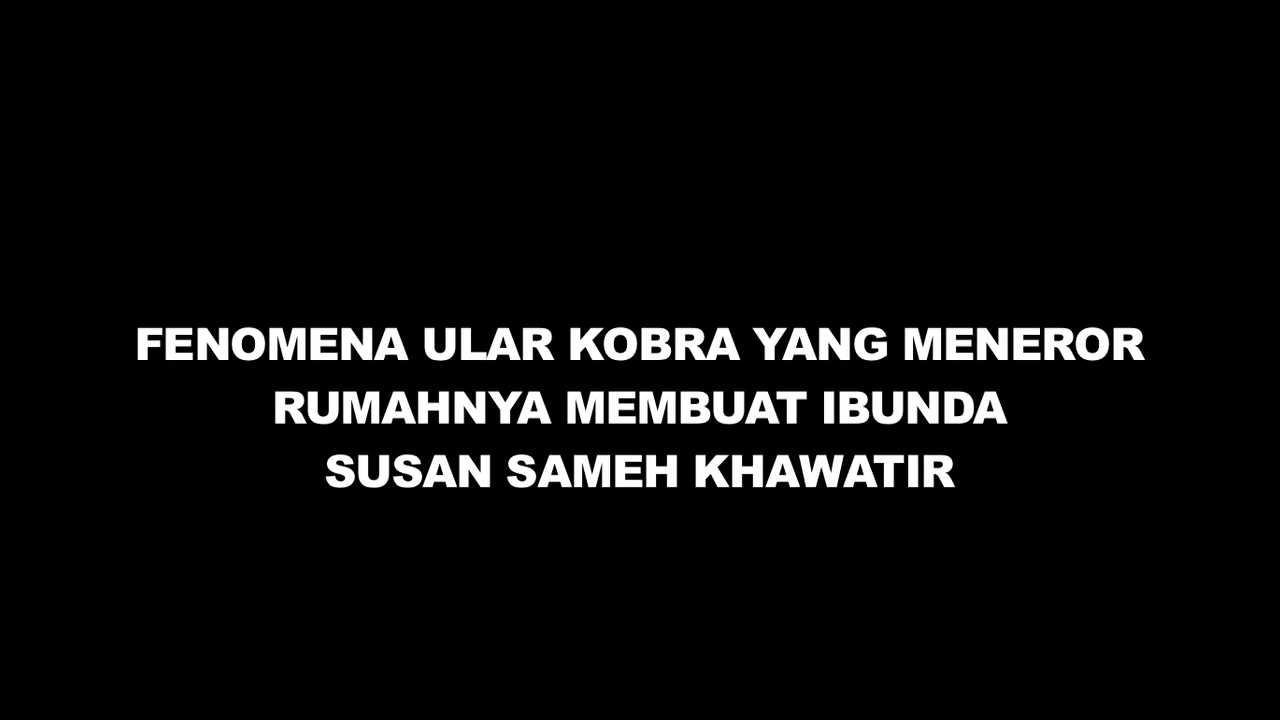 FENOMENA ULAR KOBRA YANG MENEROR
RUMAHNYA MEMBUAT IBUNDA
SUSAN SAMEH KHAWATIR